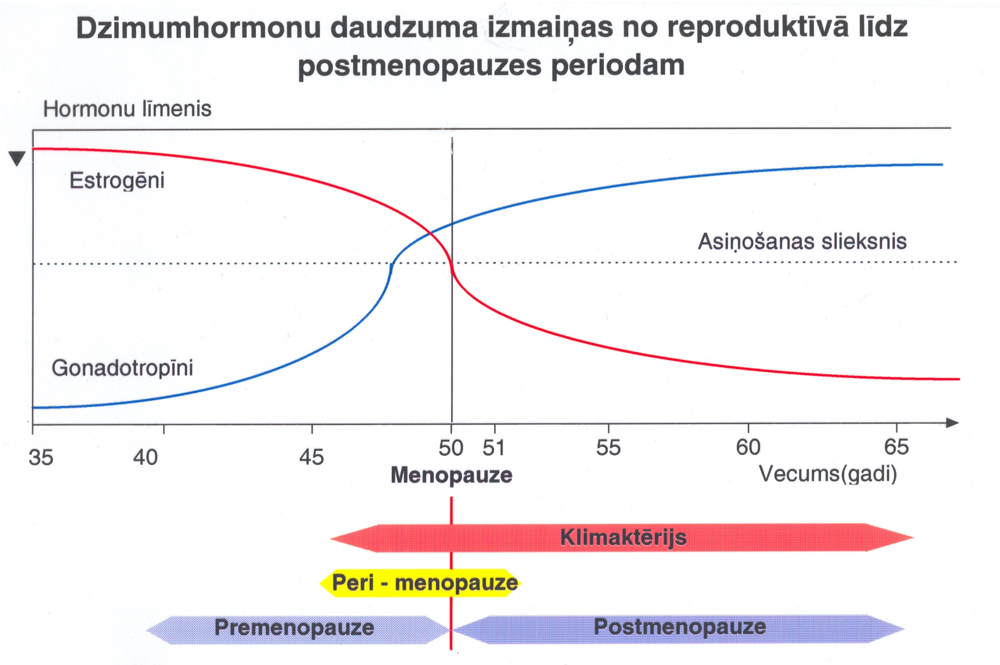 Dzimumhormonu daudzuma izmaiņas no reproduktīvā līdz
postmenopauzes periodam
Hormonu līmenis
Estrogēni
Asiņošanas slieksnis
Gonadotropīni
35 40 45 50 51 55 60 65
Menopauze
Vecums(gadi)
Klimaktērijs
Peri - menopauze
Premenopauze
Postmenopauze